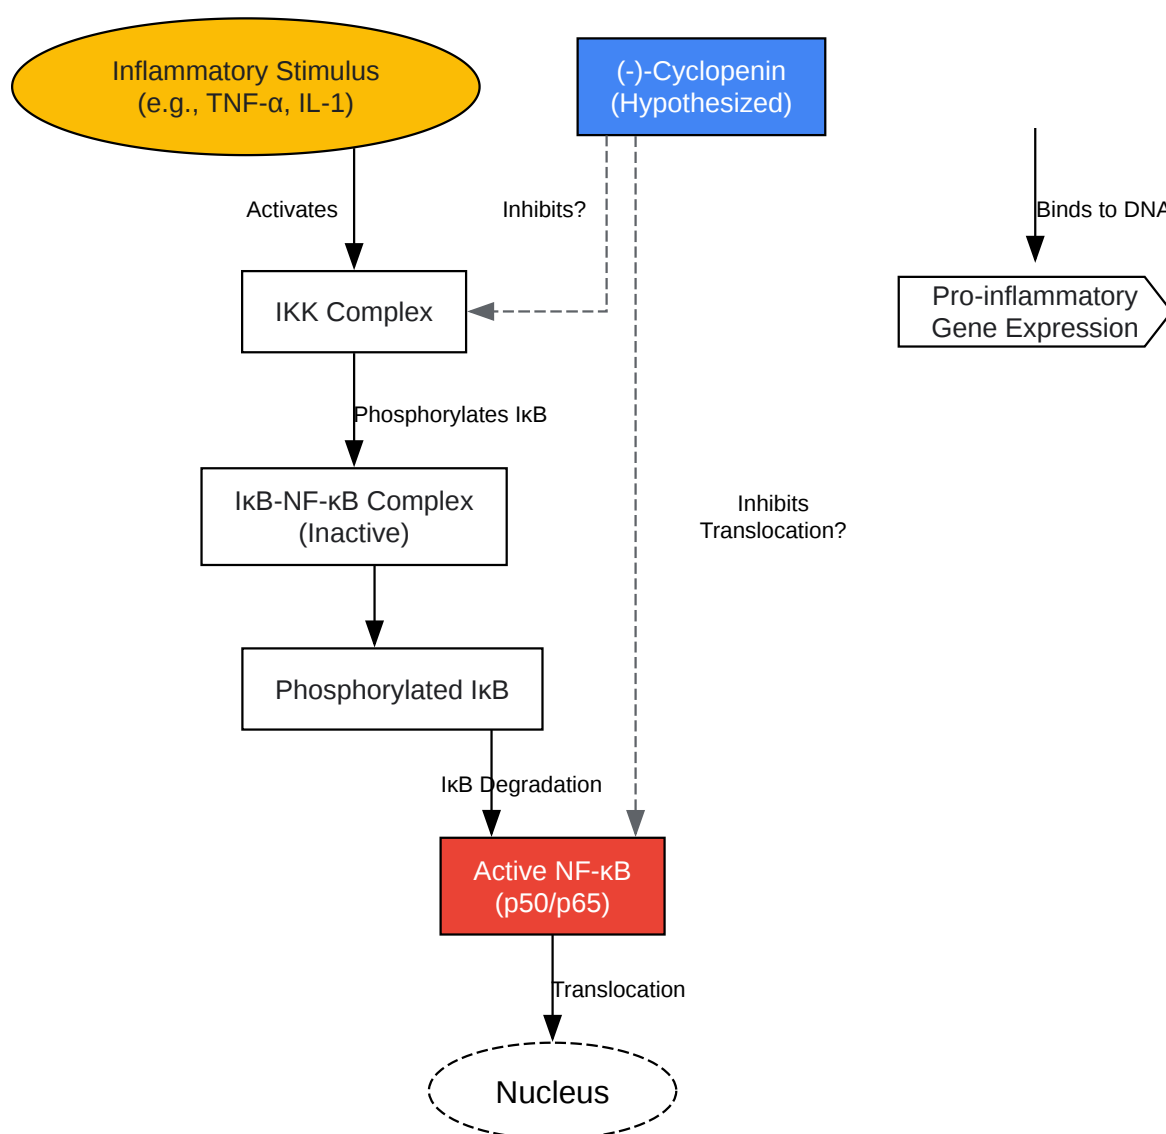 Inflammatory Stimulus
(e.g., TNF-α, IL-1)
(-)-Cyclopenin
(Hypothesized)
Activates
Inhibits?
Binds to DNA
IKK Complex
Pro-inflammatory
Gene Expression
Phosphorylates IκB
IκB-NF-κB Complex
(Inactive)
Inhibits
Translocation?
Phosphorylated IκB
IκB Degradation
Active NF-κB
(p50/p65)
Translocation
Nucleus